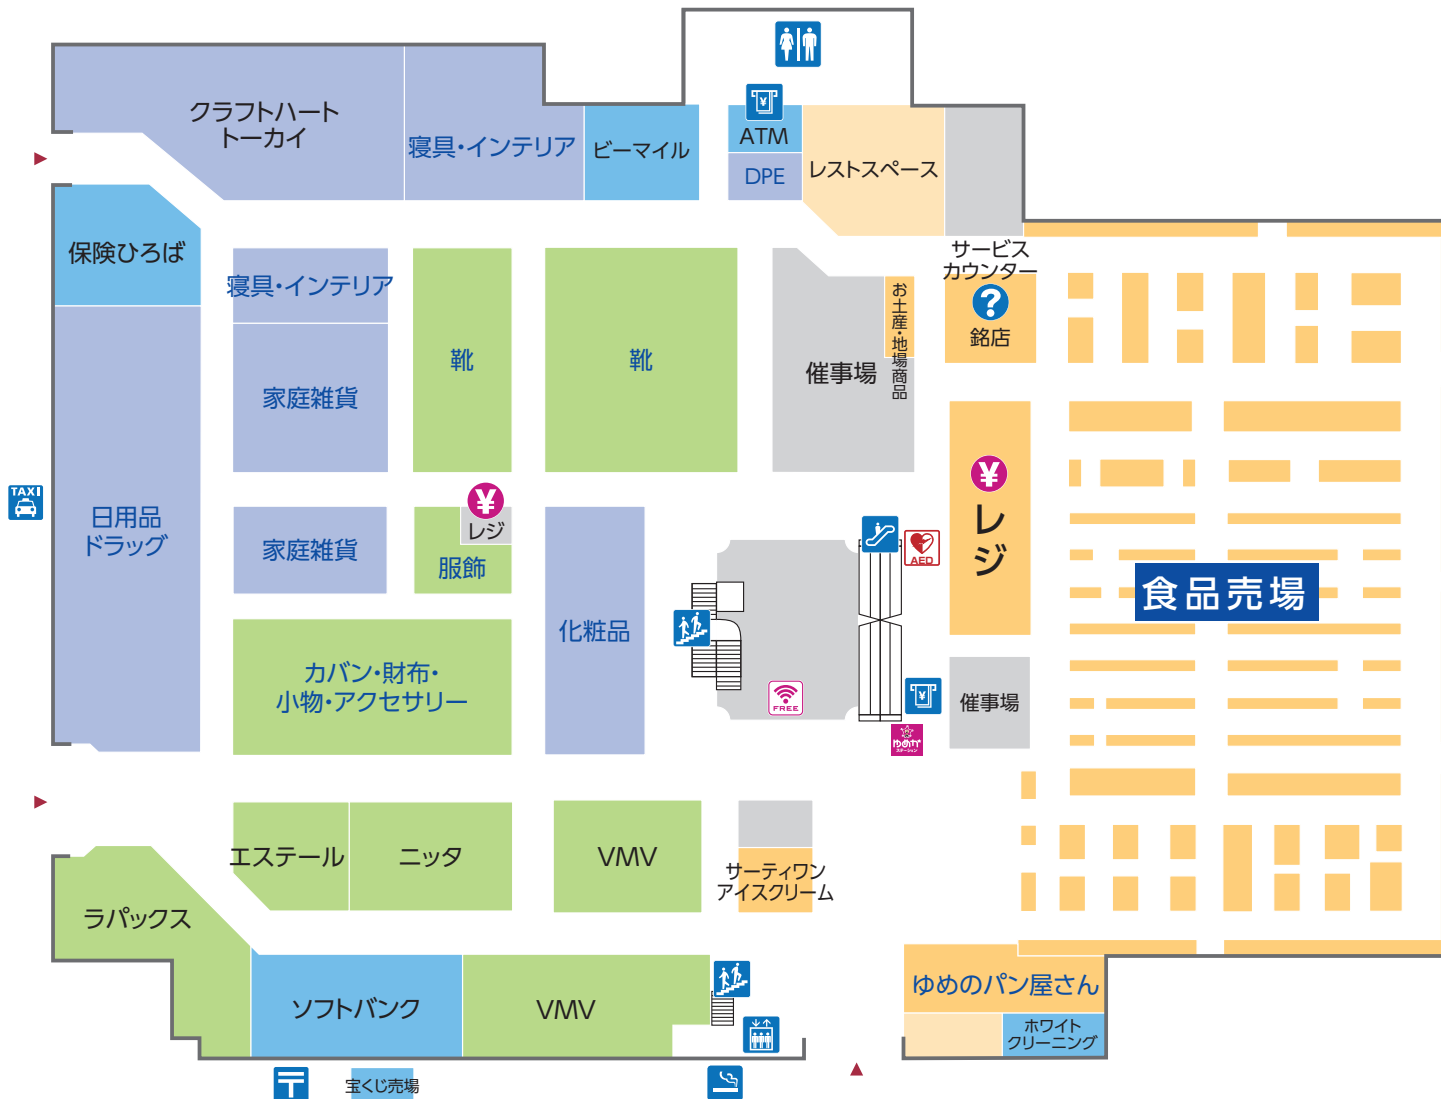 クラフトハート
トーカイ
寝具・インテリア
ビーマイル
¥
ATM
DPE
レストスペース
保険ひろば
寝具・インテリア
家庭雑貨
靴
靴
催事場
お土産・地場商品
サービス
カウンター
?
銘店
TAXI
日用品
ドラッグ
家庭雑貨
¥
レジ
服飾
化粧品
カバン・財布・
小物・アクセサリー
AED
FREE
¥
ゆめか
ステーション
¥
レジ
催事場
食品売場
エステール
ニッタ
VMV
サーティワン
アイスクリーム
ラパックス
ソフトバンク
VMV
ゆめのパン屋さん
ホワイト
クリーニング
〒
宝くじ売場